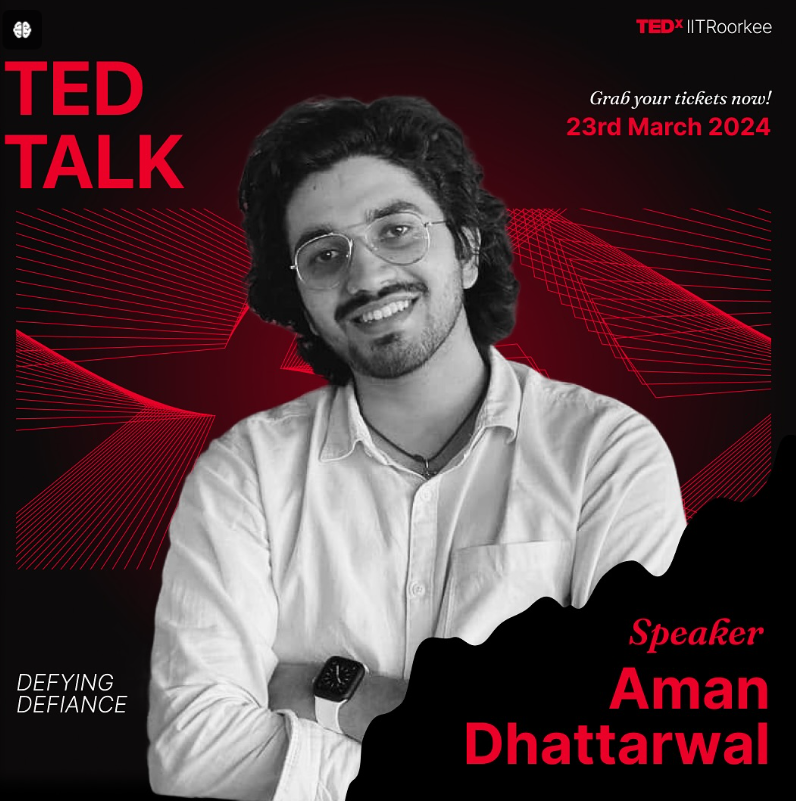 TEDx IITRoorkee
TED
TALK
Grab your tickets now!
23rd March 2024
DEFYING
DEFIANCE
Speaker
Aman
Dhattarwal